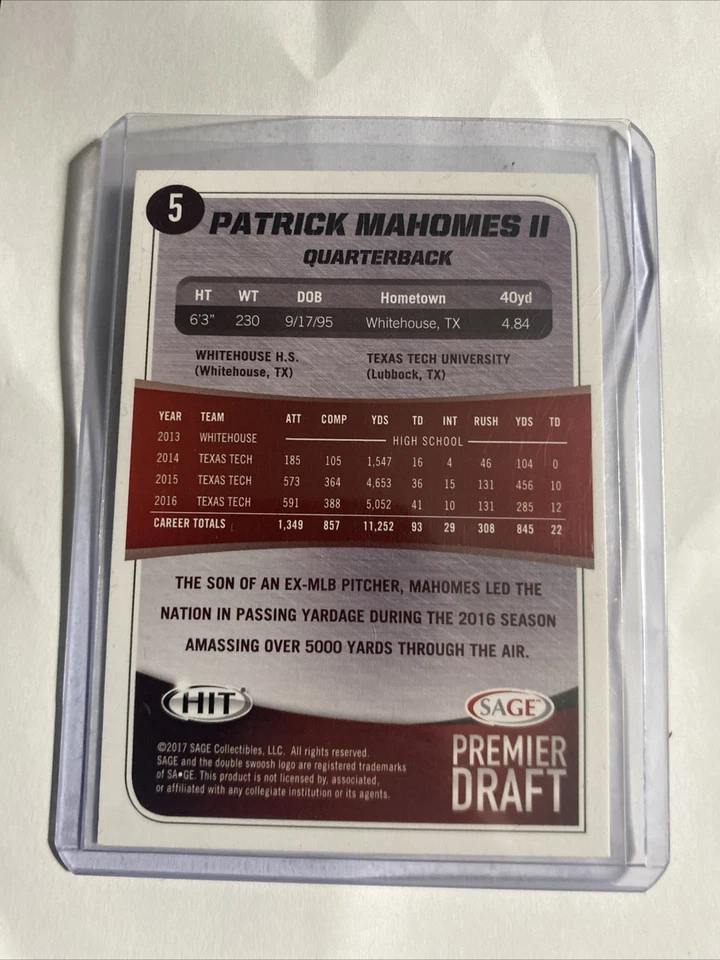 5
PATRICK MAHOMES II
QUARTERBACK
HT WT DOB Hometown 40yd
6'3" 230 9/17/95 Whitehouse, TX 4.84
WHITEHOUSE H.S. TEXAS TECH UNIVERSITY
(Whitehouse, TX) (Lubbock, TX)
YEAR TEAM ATT COMP YDS TD INT RUSH YDS TD
2013 WHITEHOUSE HIGH SCHOOL
2014 TEXAS TECH 185 105 1,547 16 4 46 104 0
2015 TEXAS TECH 573 364 4,653 36 15 131 456 10
2016 TEXAS TECH 591 388 5,052 41 10 131 285 12
CAREER TOTALS 1,349 857 11,252 93 29 308 845 22
THE SON OF AN EX-MLB PITCHER, MAHOMES LED THE
NATION IN PASSING YARDAGE DURING THE 2016 SEASON
AMASSING OVER 5000 YARDS THROUGH THE AIR.
HIT® SAGE™
©2017 SAGE Collectibles, LLC. All rights reserved.
SAGE and the double swoosh logo are registered trademarks
of SA•GE. This product is not licensed by, associated,
or affiliated with any collegiate institution or its agents.
PREMIER
DRAFT